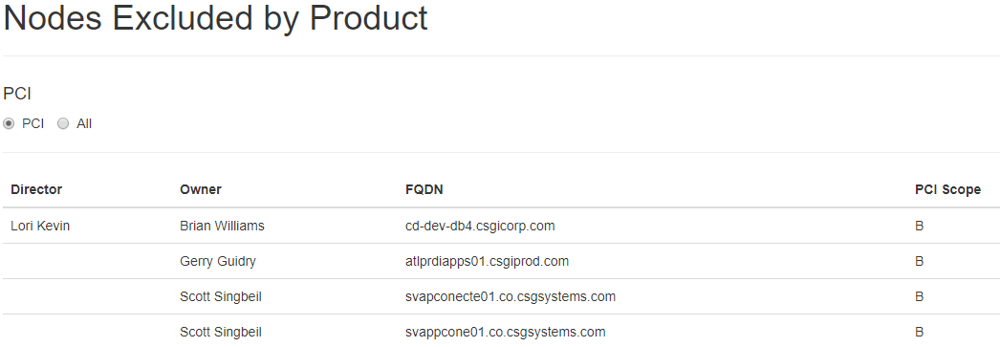 Nodes Excluded by Product
PCI
PCI All
Director Owner FQDN PCI Scope
Lori Kevin Brian Williams cd-dev-db4.csgicorp.com B
Gerry Guidry atlprdiapps01.csgiprod.com B
Scott Singbeil svapconecte01.co.csgsystems.com B
Scott Singbeil svappcone01.co.csgsystems.com B